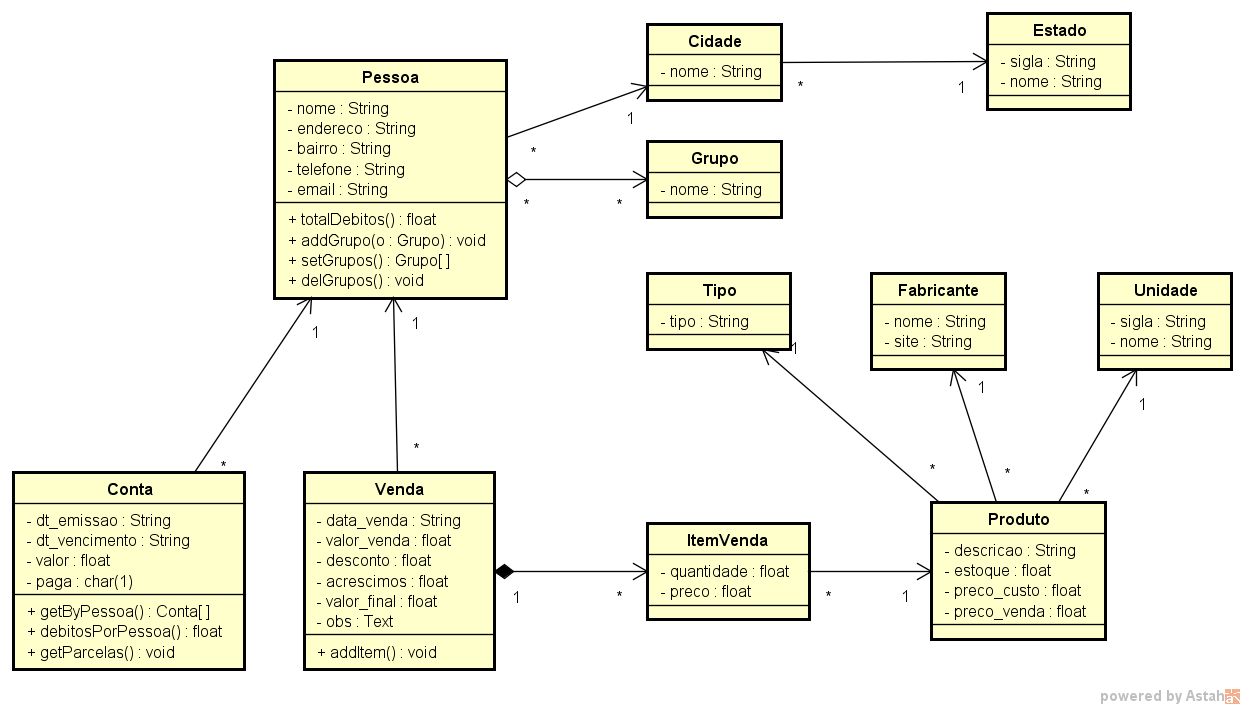 Pessoa
- nome : String
- endereco : String
- bairro : String
- telefone : String
- email : String
+ totalDebitos() : float
+ addGrupo(o : Grupo) : void
+ setGrupos() : Grupo[ ]
+ delGrupos() : void
Cidade
- nome : String
Estado
- sigla : String
- nome : String
*
1
1
*
Grupo
- nome : String
*
*
Tipo
- tipo : String
Fabricante
- nome : String
- site : String
Unidade
- sigla : String
- nome : String
1
1
1
1
1
*
*
*
*
*
Conta
- dt_emissao : String
- dt_vencimento : String
- valor : float
- paga : char(1)
+ getByPessoa() : Conta[ ]
+ debitosPorPessoa() : float
+ getParcelas() : void
Venda
- data_venda : String
- valor_venda : float
- desconto : float
- acrescimos : float
- valor_final : float
- obs : Text
+ addItem() : void
1
*
ItemVenda
- quantidade : float
- preco : float
*
1
Produto
- descricao : String
- estoque : float
- preco_custo : float
- preco_venda : float
powered by Astah